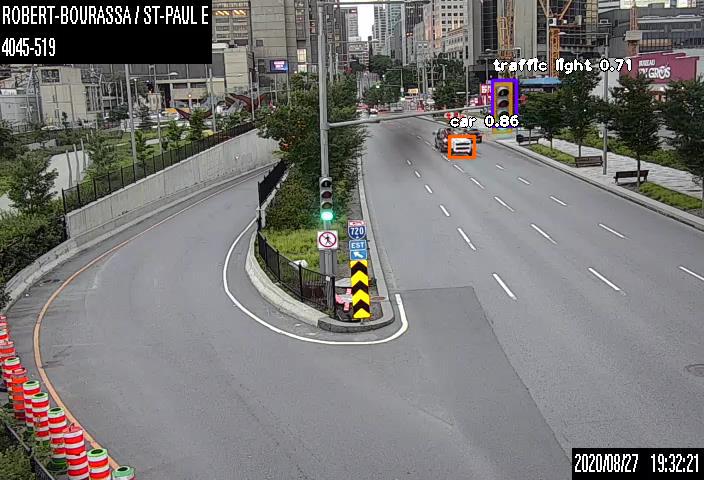 ROBERT-BOURASSA / ST-PAUL E
4045-519
traffic light 0.71
car 0.86
720
EST
2020/08/27 19:32:21